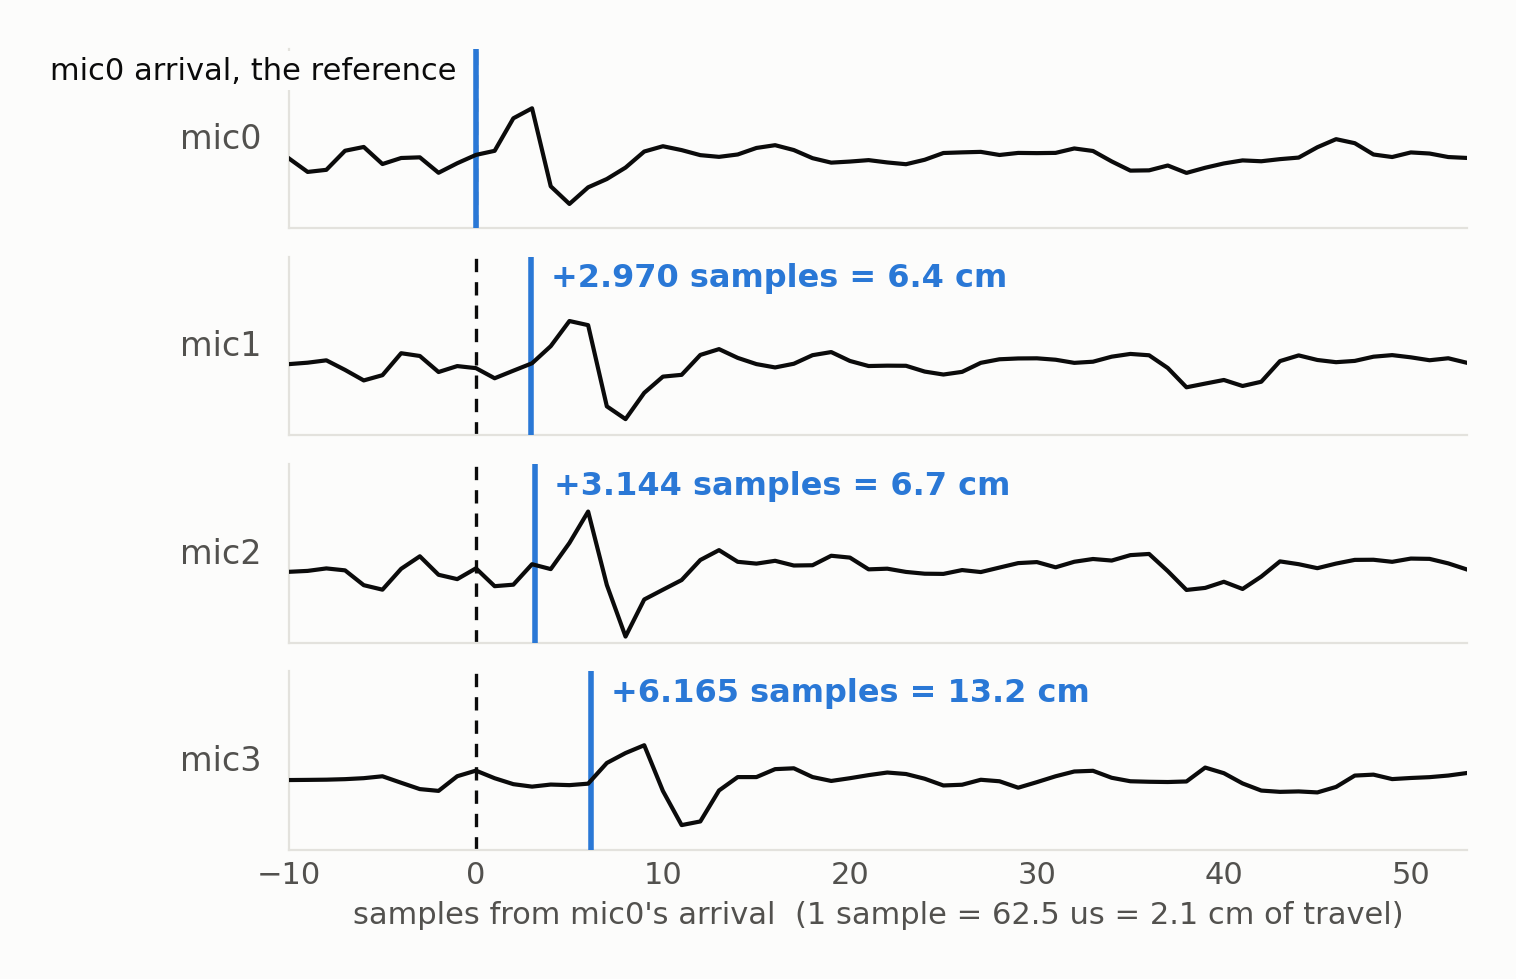 mic0 arrival, the reference
mic0
+2.970 samples = 6.4 cm
mic1
+3.144 samples = 6.7 cm
mic2
+6.165 samples = 13.2 cm
mic3
−10 0 10 20 30 40 50
samples from mic0's arrival  (1 sample = 62.5 us = 2.1 cm of travel)